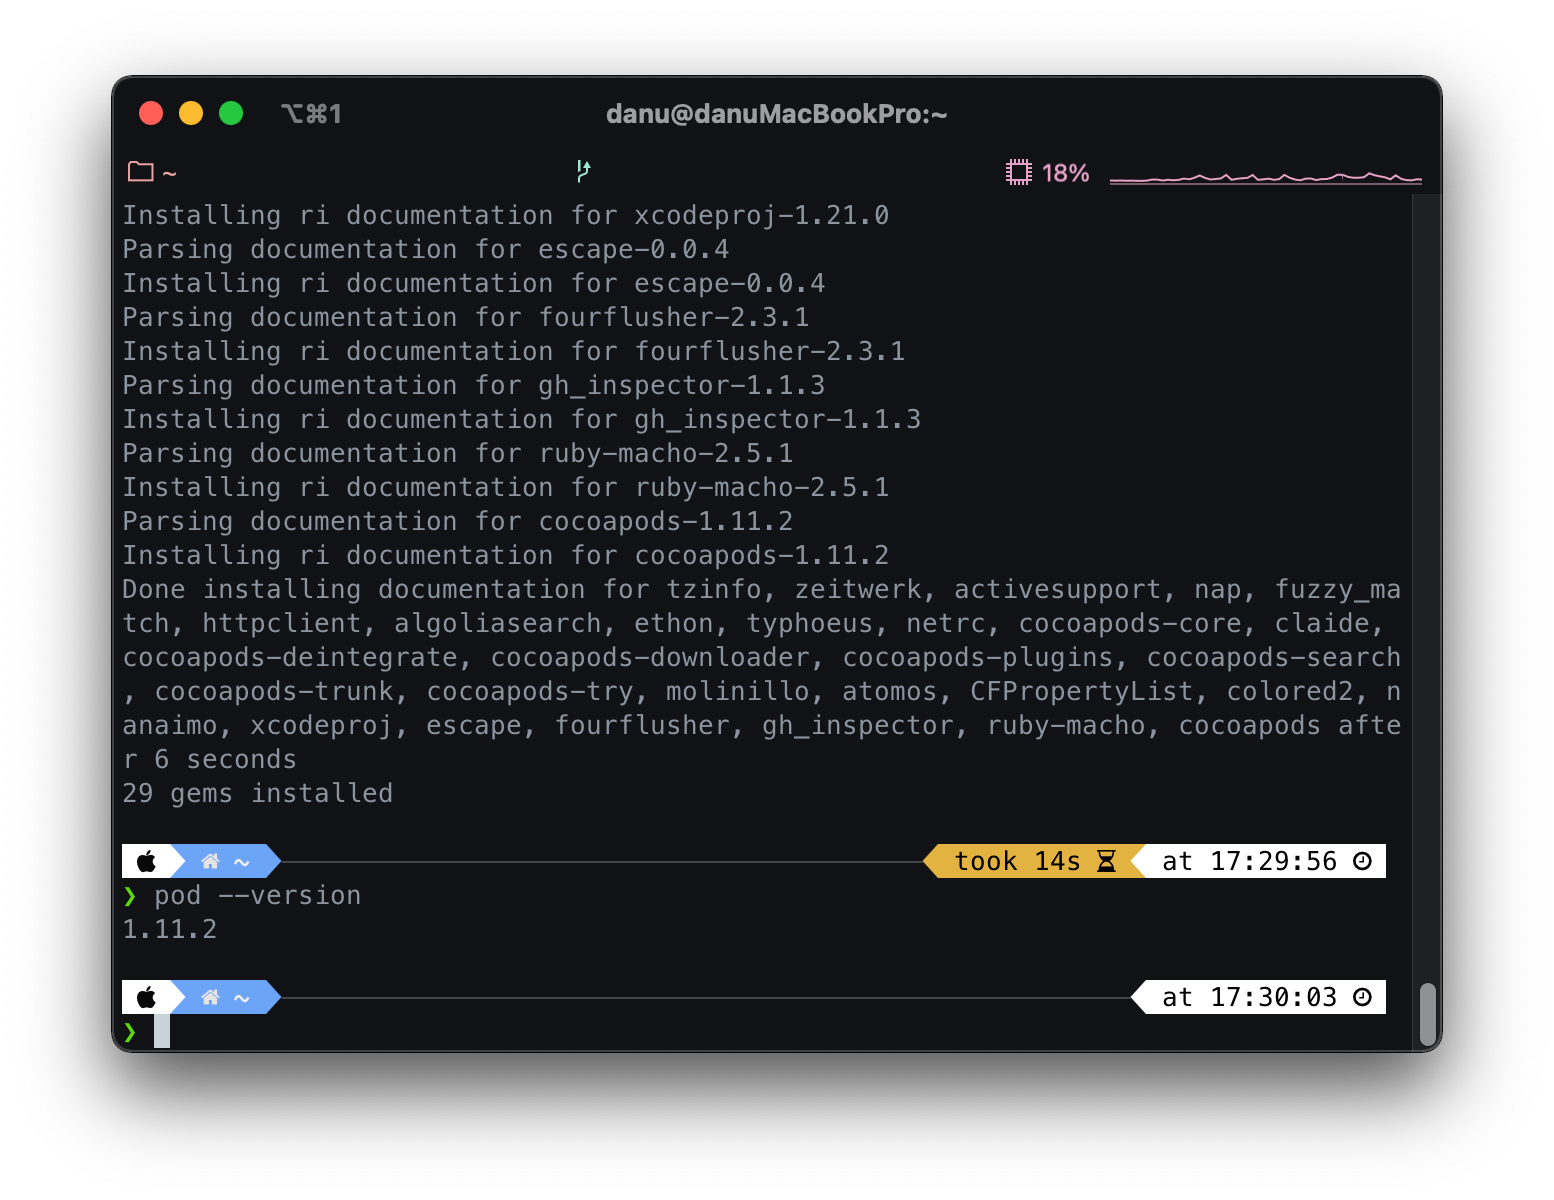 ⌥⌘1
danu@danuMacBookPro:~
~
18%
Installing ri documentation for xcodeproj-1.21.0
Parsing documentation for escape-0.0.4
Installing ri documentation for escape-0.0.4
Parsing documentation for fourflusher-2.3.1
Installing ri documentation for fourflusher-2.3.1
Parsing documentation for gh_inspector-1.1.3
Installing ri documentation for gh_inspector-1.1.3
Parsing documentation for ruby-macho-2.5.1
Installing ri documentation for ruby-macho-2.5.1
Parsing documentation for cocoapods-1.11.2
Installing ri documentation for cocoapods-1.11.2
Done installing documentation for tzinfo, zeitwerk, activesupport, nap, fuzzy_ma
tch, httpclient, algoliasearch, ethon, typhoeus, netrc, cocoapods-core, claide,
cocoapods-deintegrate, cocoapods-downloader, cocoapods-plugins, cocoapods-search
, cocoapods-trunk, cocoapods-try, molinillo, atomos, CFPropertyList, colored2, n
anaimo, xcodeproj, escape, fourflusher, gh_inspector, ruby-macho, cocoapods afte
r 6 seconds
29 gems installed
~ took 14s at 17:29:56
❯ pod --version
1.11.2
~ at 17:30:03
❯